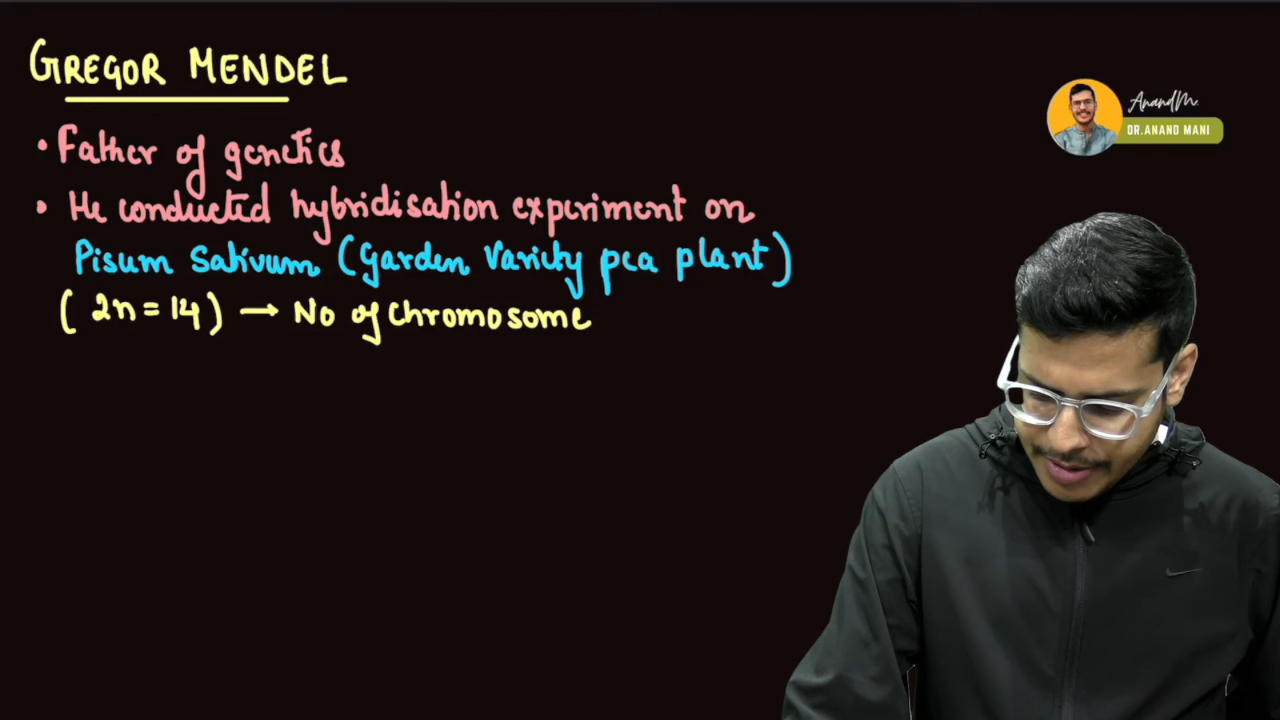 GREGOR MENDEL
• Father of genetics
• He conducted hybridisation experiment on
Pisum Sativum (Garden Varity pea plant)
( 2n = 14 ) → No of chromosome
AnandM.
DR.ANAND MANI